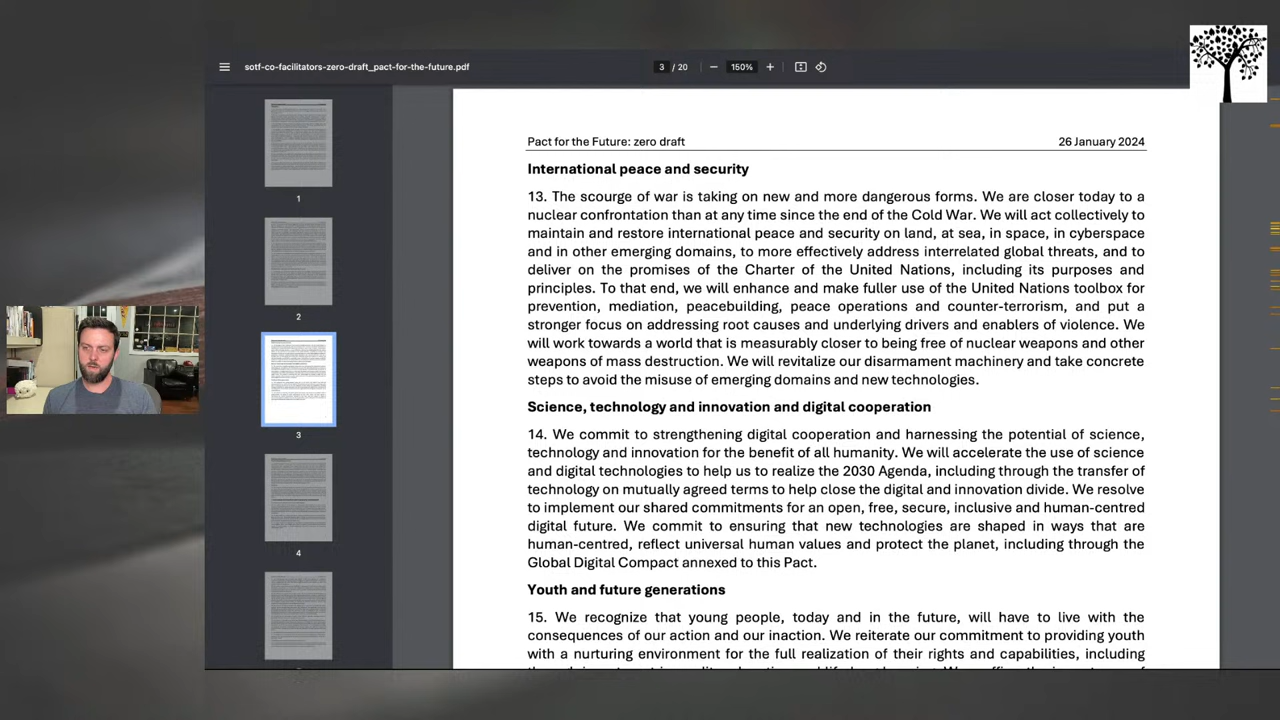 sotf-co-facilitators-zero-draft_pact-for-the-future.pdf
3 / 20
150%
1
2
3
4
Pact for the Future: zero draft
26 January 2024
International peace and security
13. The scourge of war is taking on new and more dangerous forms. We are closer today to a
nuclear confrontation than at any time since the end of the Cold War. We will act collectively to
maintain and restore international peace and security on land, at sea, in space, in cyberspace
and in other emerging domains, to more effectively address interrelated global threats, and to
deliver on the promises of the Charter of the United Nations, including its purposes and
principles. To that end, we will enhance and make fuller use of the United Nations toolbox for
prevention, mediation, peacebuilding, peace operations and counter-terrorism, and put a
stronger focus on addressing root causes and underlying drivers and enablers of violence. We
will work towards a world that is measurably closer to being free of nuclear weapons and other
of mass destruction. We will revitalize our disarmament machinery and take concrete
steps to avoid the misuse of emerging domains and new technologies.
Science, technology and innovation and digital cooperation
14. We commit to strengthening digital cooperation and harnessing the potential of science,
technology and innovation for the benefit of all humanity. We will accelerate the use of science
and digital technologies to help us to realize the 2030 Agenda, including through the transfer of
technology on mutually agreed terms to help close the digital and innovation divide. We resolve
to implement our agreed commitments for an open, free, secure, inclusive and human-centred
digital future. We commit to ensuring that new technologies are shaped in ways that are
human-centred, reflect universal human values and protect the planet, including through the
Global Digital Compact annexed to this Pact.
Youth and future generations
15. We recognize that young people, today and in the future, will have to live with the
consequences of our action and our We reiterate our commitment to providing youth
with a nurturing environment for the full realization of their rights and capabilities, including